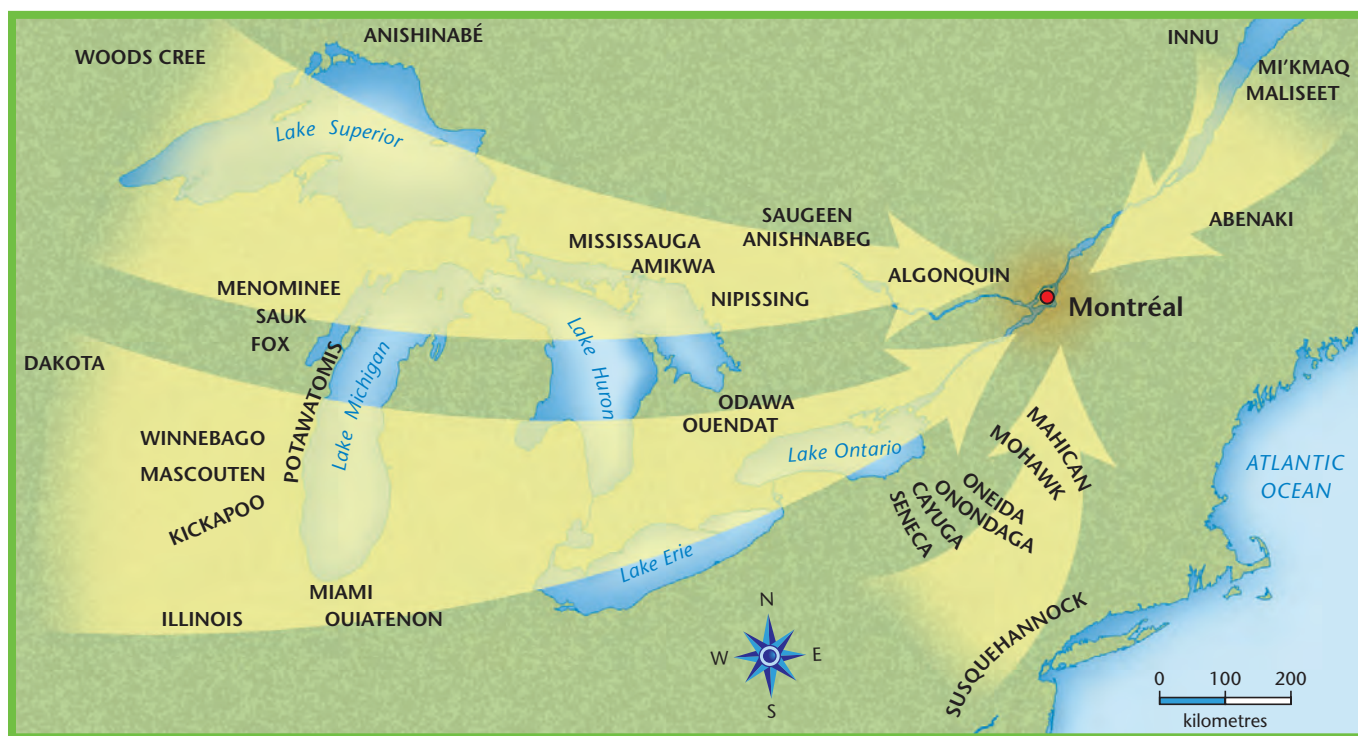 WOODS CREE
ANISHINABÉ
INNU
MI'KMAQ
MALISEET
Lake Superior
SAUGEEN
ANISHNABEG
ABENAKI
MISSISSAUGA
AMIKWA
ALGONQUIN
NIPISSING
Montréal
MENOMINEE
SAUK
FOX
DAKOTA
POTAWATOMIS
Lake Michigan
Lake Huron
ODAWA
OUENDAT
WINNEBAGO
MASCOUTEN
KICKAPOO
Lake Ontario
MAHICAN
MOHAWK
ONEIDA
ONONDAGA
CAYUGA
SENECA
ATLANTIC
OCEAN
Lake Erie
MIAMI
ILLINOIS
OUIATENON
SUSQUEHANNOCK
N
W
E
S
0 100 200
kilometres